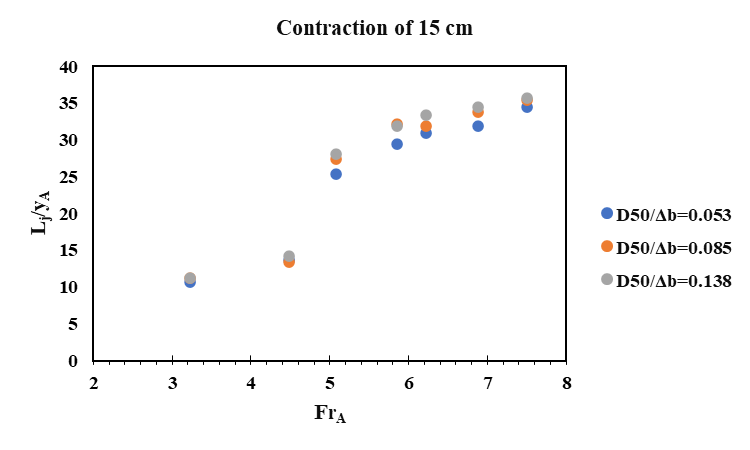 Contraction of 15 cm
40
35
30
25
20
15
10
5
0
Lj/yA
2 3 4 5 6 7 8
FrA
D50/Δb=0.053
D50/Δb=0.085
D50/Δb=0.138